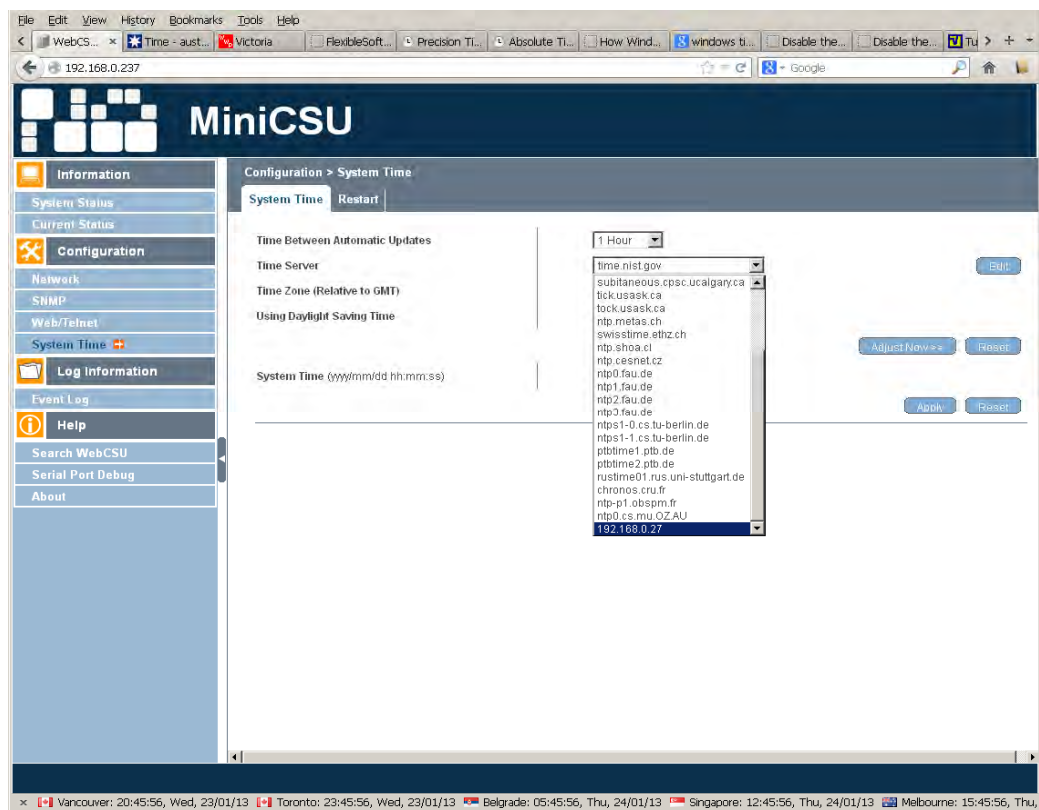 File Edit View History Bookmarks Tools Help
WebCS... Time - aust... Victoria FlexibleSoft... Precision Ti... Absolute Ti... How Wind... windows ti... Disable the... Disable the... Tu
192.168.0.237 Google
MiniCSU
Information
System Status
Current Status
Configuration
Network
SNMP
Web/Telnet
System Time
Log Information
Event Log
Help
Search WebCSU
Serial Port Debug
About
Configuration > System Time
System Time Restart
Time Between Automatic Updates 1 Hour
Time Server time.nist.gov Edit
Time Zone (Relative to GMT)
Using Daylight Saving Time
subitaneous.cpsc.ucalgary.ca
tick.usask.ca
tock.usask.ca
ntp.metas.ch
swisstime.ethz.ch
ntp.shoa.cl
ntp.cesnet.cz
ntp0.fau.de
ntp1.fau.de
ntp2.fau.de
ntp3.fau.de
ntps1-0.cs.tu-berlin.de
ntps1-1.cs.tu-berlin.de
ptbtime1.ptb.de
ptbtime2.ptb.de
rustime01.rus.uni-stuttgart.de
chronos.cru.fr
ntp-p1.obspm.fr
ntp0.cs.mu.OZ.AU
192.168.0.27
Adjust Now >> Reset
System Time (yyyy/mm/dd hh:mm:ss)
Apply Reset
Vancouver: 20:45:56, Wed, 23/01/13 Toronto: 23:45:56, Wed, 23/01/13 Belgrade: 05:45:56, Thu, 24/01/13 Singapore: 12:45:56, Thu, 24/01/13 Melbourne: 15:45:56, Thu,